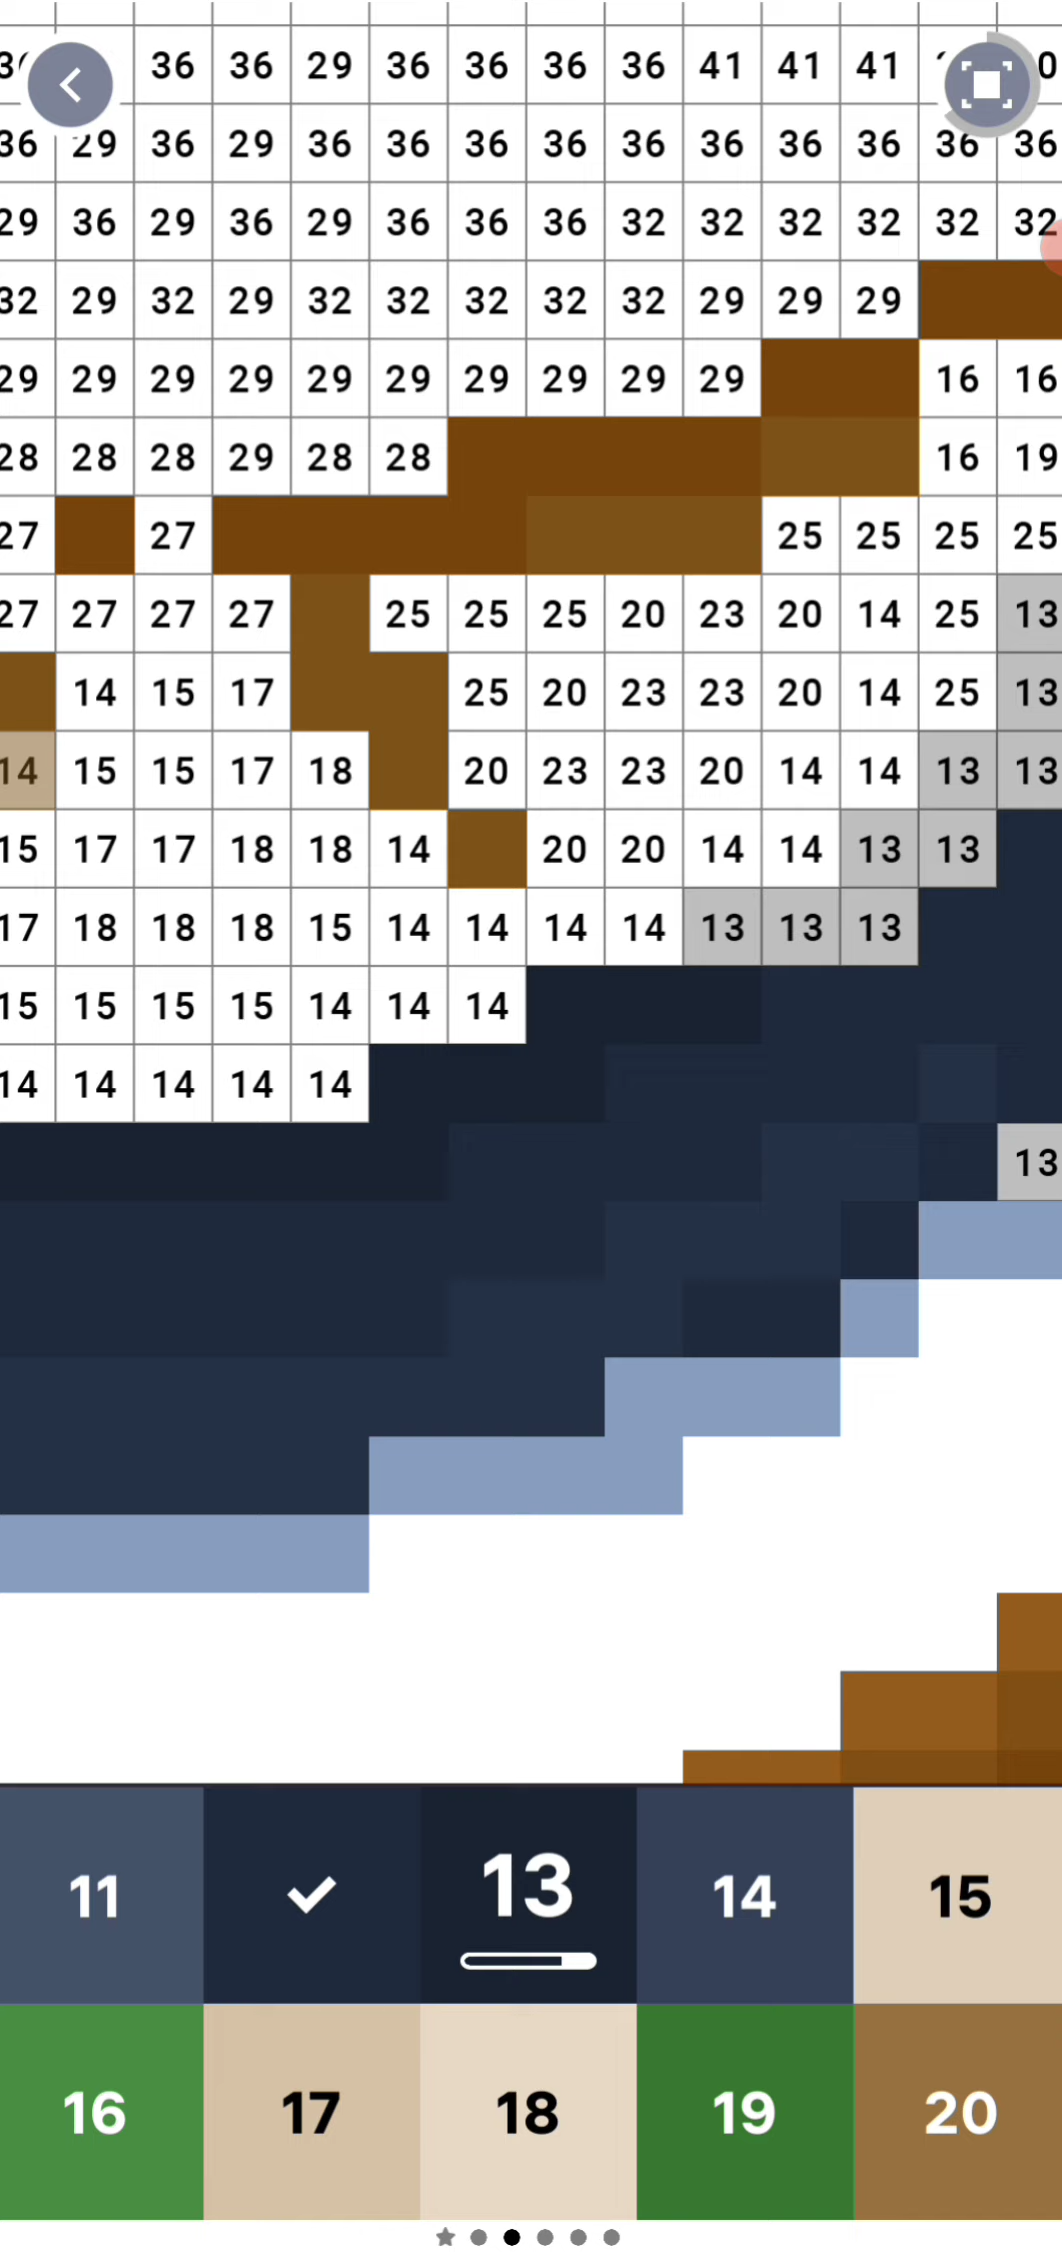 36 36 29 36 36 36 36 41 41 41
36 29 36 29 36 36 36 36 36 36 36 36 36 36
29 36 29 36 29 36 36 36 32 32 32 32 32 32
32 29 32 29 32 32 32 32 32 29 29 29
29 29 29 29 29 29 29 29 29 29 16 16
28 28 28 29 28 28 16 19
27 27 25 25 25 25
27 27 27 27 25 25 25 20 23 20 14 25 13
14 15 17 25 20 23 23 20 14 25 13
14 15 15 17 18 20 23 23 20 14 14 13 13
15 17 17 18 18 14 20 20 14 14 13 13
17 18 18 18 15 14 14 14 14 13 13 13
15 15 15 15 14 14 14
14 14 14 14 14
13
11 13 14 15
16 17 18 19 20